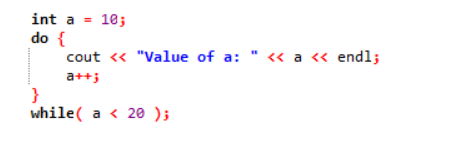 int a = 10;
do {
    cout << "Value of a: " << a << endl;
    a++;
}
while( a < 20 );